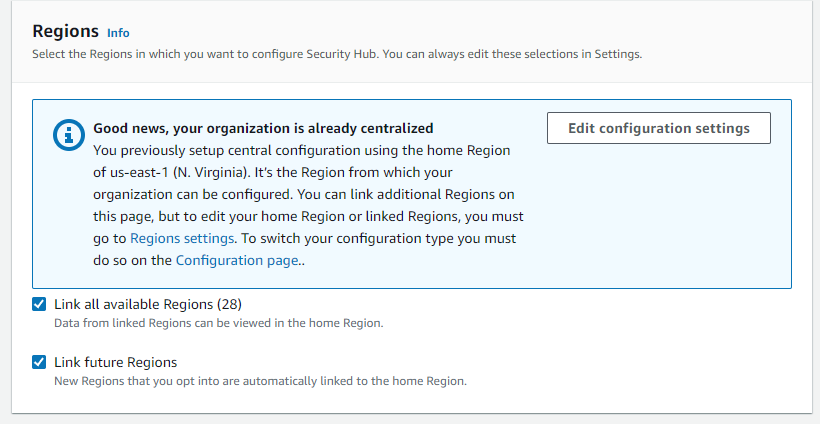 Regions Info
Select the Regions in which you want to configure Security Hub. You can always edit these selections in Settings.
Good news, your organization is already centralized
Edit configuration settings
You previously setup central configuration using the home Region
of us-east-1 (N. Virginia). It's the Region from which your
organization can be configured. You can link additional Regions on
this page, but to edit your home Region or linked Regions, you must
go to Regions settings. To switch your configuration type you must
do so on the Configuration page..
Link all available Regions (28)
Data from linked Regions can be viewed in the home Region.
Link future Regions
New Regions that you opt into are automatically linked to the home Region.